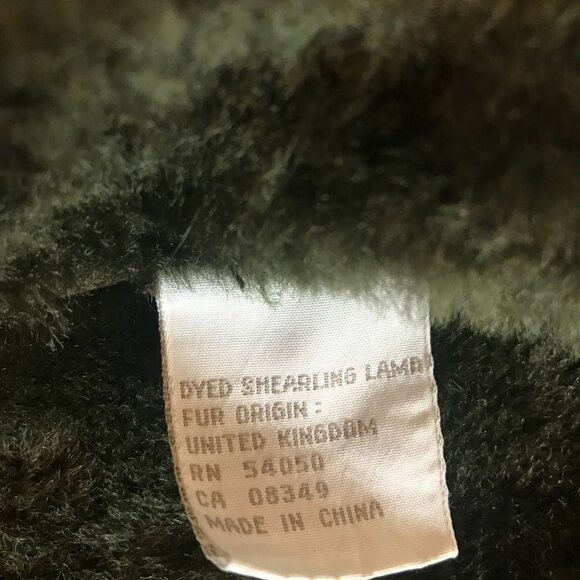 DYED SHEARLING LAMB
FUR ORIGIN:
UNITED KINGDOM
RN 54050
CA 08349
MADE IN CHINA